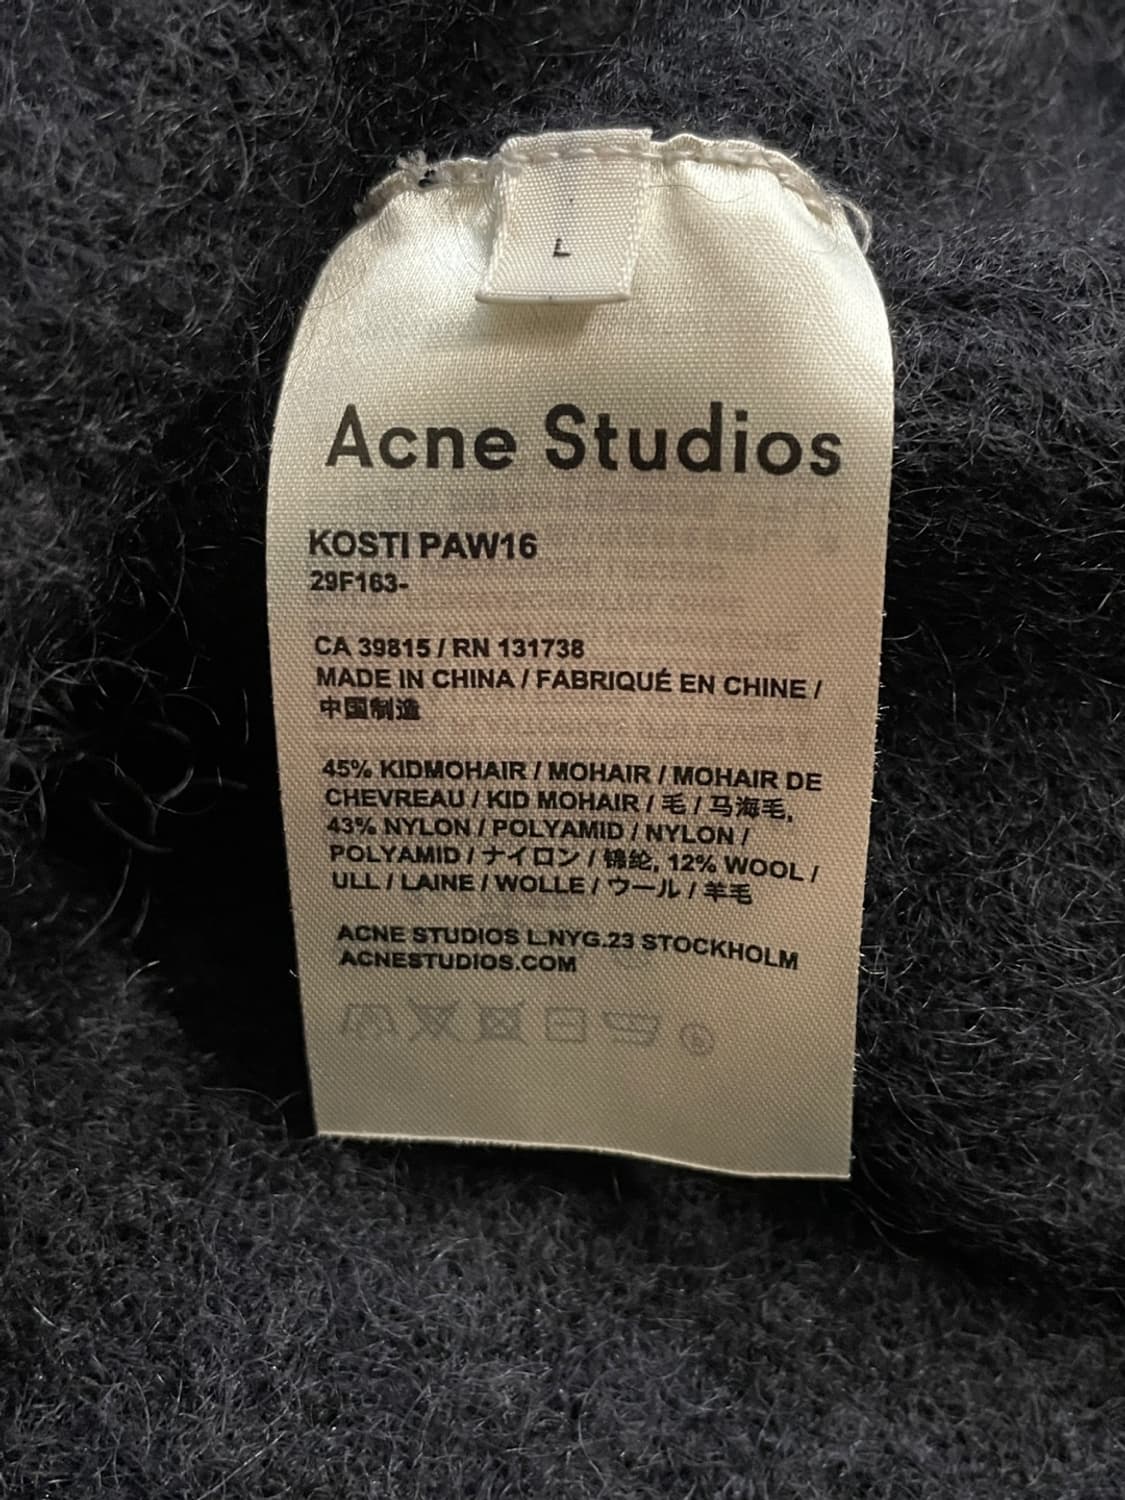 L
Acne Studios
KOSTI PAW16
29F163-
CA 39815 / RN 131738
MADE IN CHINA / FABRIQUÉ EN CHINE /
中国制造
45% KIDMOHAIR / MOHAIR / MOHAIR DE
CHEVREAU / KID MOHAIR / 毛 / 马海毛,
43% NYLON / POLYAMID / NYLON /
POLYAMID / ナイロン / 锦纶, 12% WOOL /
ULL / LAINE / WOLLE / ウール / 羊毛
ACNE STUDIOS L.NYG.23 STOCKHOLM
ACNESTUDIOS.COM